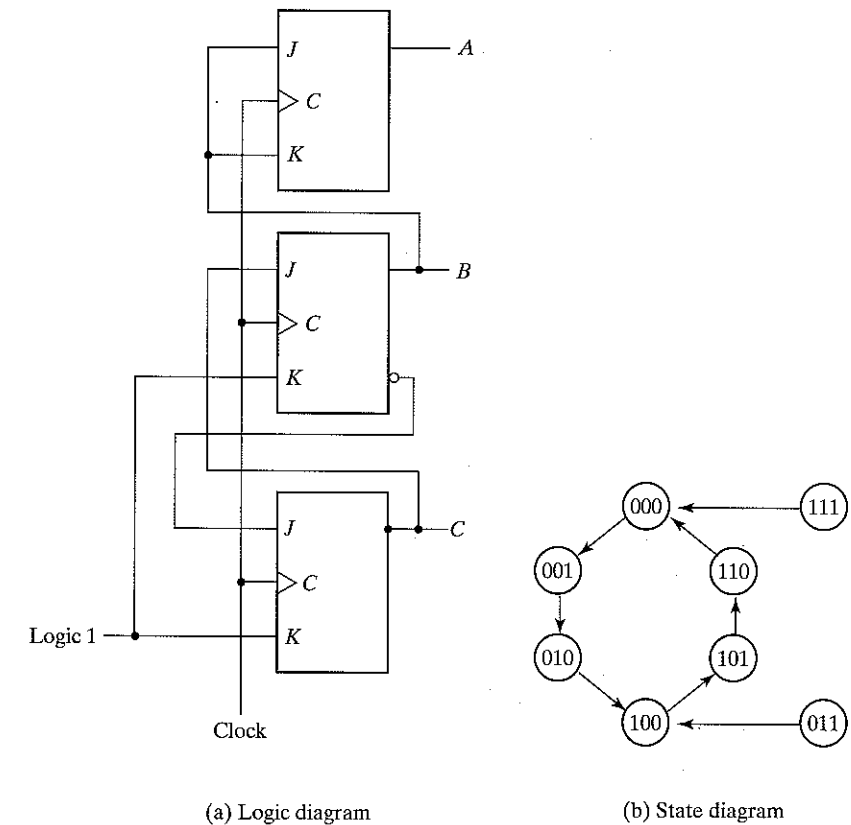 J
A
C
K
J
B
C
K
J
C
C
Logic 1
K
Clock
000
111
001
110
010
101
100
011
(a) Logic diagram
(b) State diagram